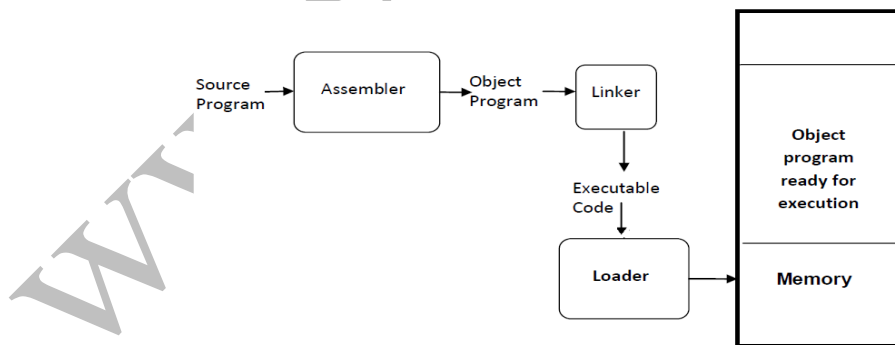 Source
Program
Assembler
Object
Program
Linker
Executable
Code
Loader
Object
program
ready for
execution
Memory